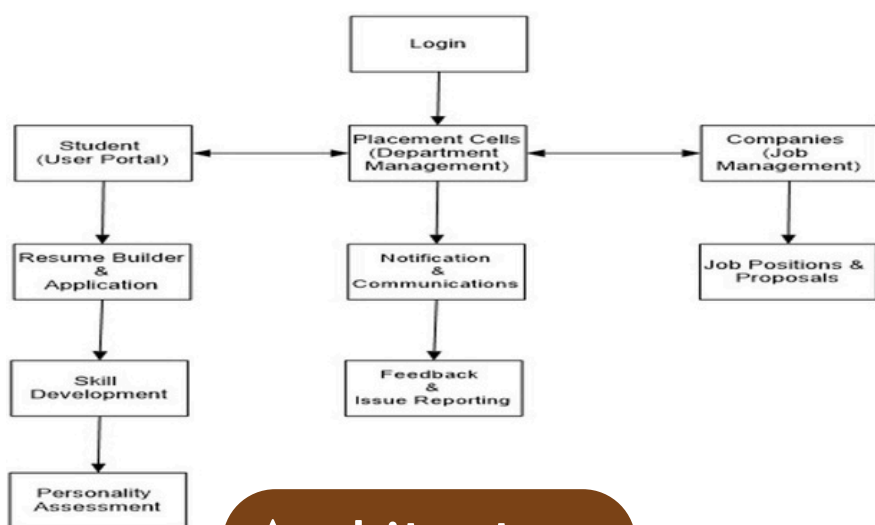 Login
Student
(User Portal)
Placement Cells
(Department
Management)
Companies
(Job
Management)
Resume Builder
&
Application
Notification
&
Communications
Job Positions &
Proposals
Skill
Development
Feedback
&
Issue Reporting
Personality
Assessment